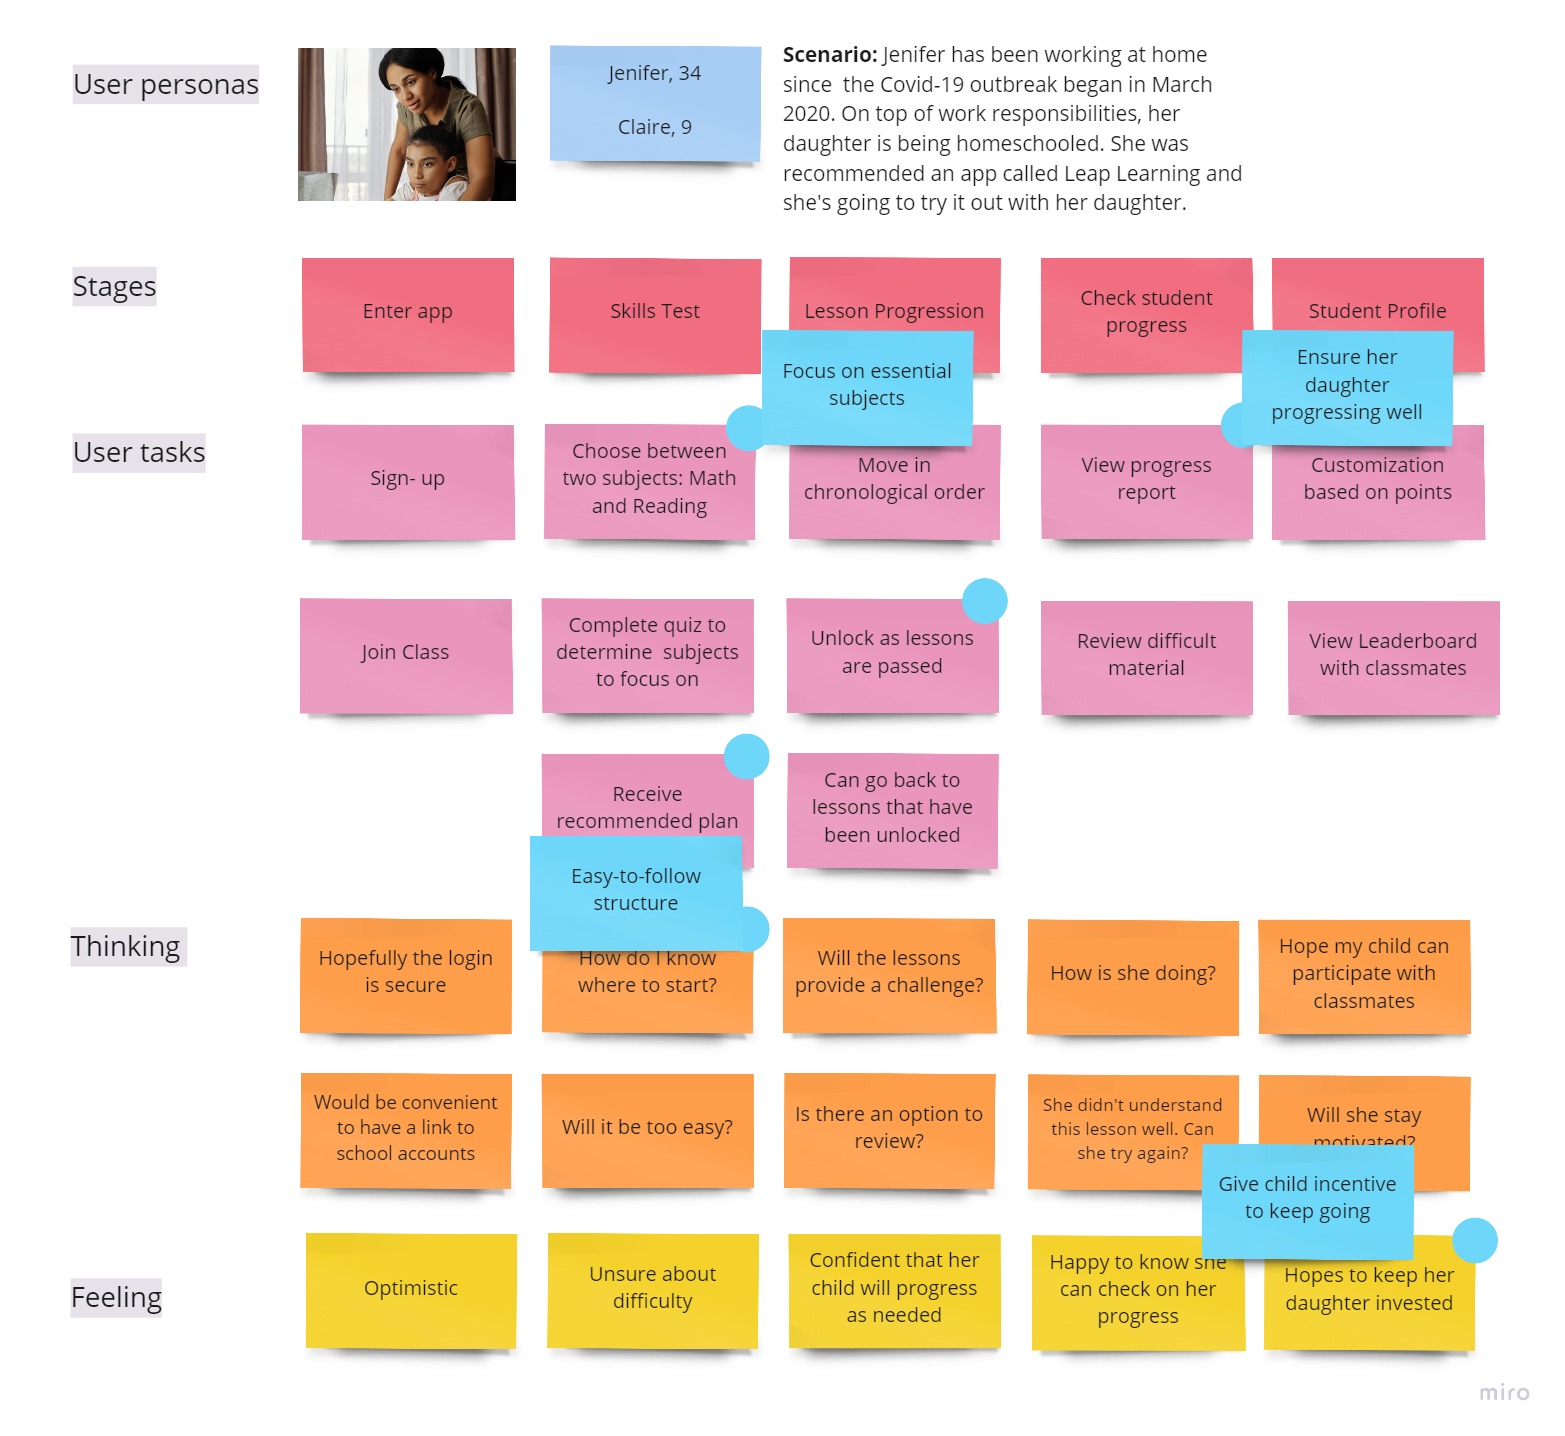 User personas
Jenifer, 34
Claire, 9
Scenario: Jenifer has been working at home
since the Covid-19 outbreak began in March
2020. On top of work responsibilities, her
daughter is being homeschooled. She was
recommended an app called Leap Learning and
she's going to try it out with her daughter.
Stages
Enter app
Skills Test
Lesson Progression
Check student
progress
Student Profile
Focus on essential
subjects
Ensure her
daughter
progressing well
User tasks
Sign- up
Choose between
two subjects: Math
and Reading
Move in
chronological order
View progress
report
Customization
based on points
Join Class
Complete quiz to
determine subjects
to focus on
Unlock as lessons
are passed
Review difficult
material
View Leaderboard
with classmates
Receive
recommended plan
Can go back to
lessons that have
been unlocked
Easy-to-follow
structure
Thinking
Hopefully the login
is secure
How do I know
where to start?
Will the lessons
provide a challenge?
How is she doing?
Hope my child can
participate with
classmates
Would be convenient
to have a link to
school accounts
Will it be too easy?
Is there an option to
review?
She didn't understand
this lesson well. Can
she try again?
Will she stay
motivated?
Give child incentive
to keep going
Feeling
Optimistic
Unsure about
difficulty
Confident that her
child will progress
as needed
Happy to know she
can check on her
progress
Hopes to keep her
daughter invested
miro